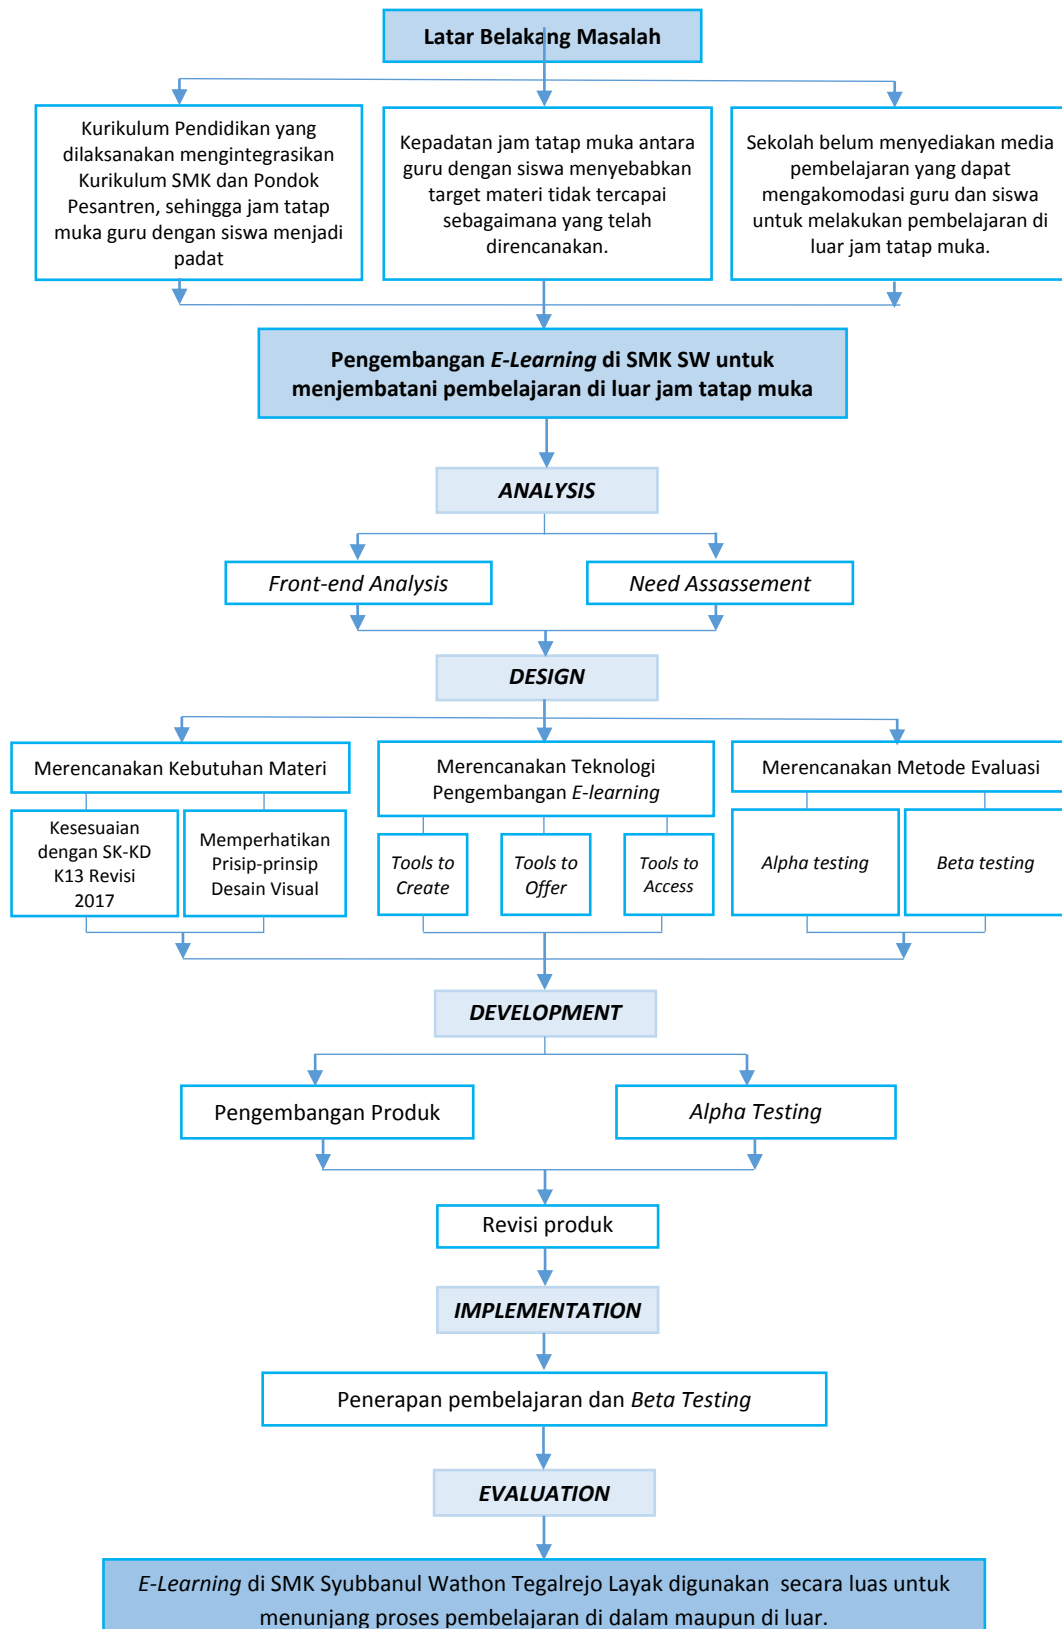 Latar Belakang Masalah
Kurikulum Pendidikan yang
dilaksanakan mengintegrasikan
Kurikulum SMK dan Pondok
Pesantren, sehingga jam tatap
muka guru dengan siswa menjadi
padat
Kepadatan jam tatap muka antara
guru dengan siswa menyebabkan
target materi tidak tercapai
sebagaimana yang telah
direncanakan.
Sekolah belum menyediakan media
pembelajaran yang dapat
mengakomodasi guru dan siswa
untuk melakukan pembelajaran di
luar jam tatap muka.
Pengembangan E-Learning di SMK SW untuk
menjembatani pembelajaran di luar jam tatap muka
ANALYSIS
Front-end Analysis
Need Assassement
DESIGN
Merencanakan Kebutuhan Materi
Merencanakan Teknologi
Pengembangan E-learning
Merencanakan Metode Evaluasi
Kesesuaian
dengan SK-KD
K13 Revisi
2017
Memperhatikan
Prisip-prinsip
Desain Visual
Tools to
Create
Tools to
Offer
Tools to
Access
Alpha testing
Beta testing
DEVELOPMENT
Pengembangan Produk
Alpha Testing
Revisi produk
IMPLEMENTATION
Penerapan pembelajaran dan Beta Testing
EVALUATION
E-Learning di SMK Syubbanul Wathon Tegalrejo Layak digunakan secara luas untuk
menunjang proses pembelajaran di dalam maupun di luar.